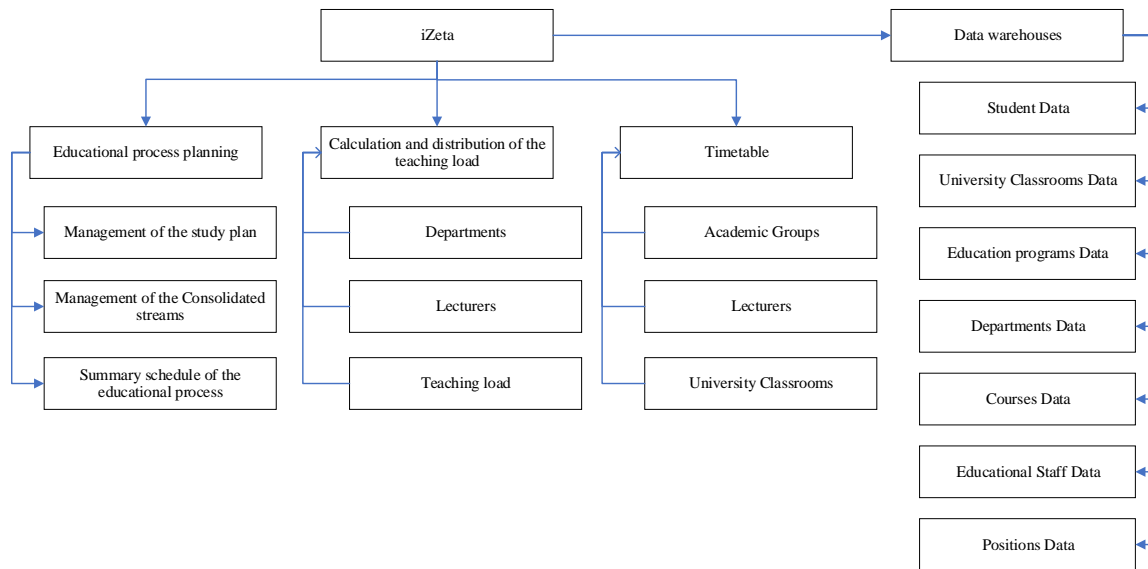 iZeta
Data warehouses
Student Data
Educational process planning
Calculation and distribution of the
teaching load
Timetable
University Classrooms Data
Management of the study plan
Departments
Academic Groups
Education programs Data
Management of the Consolidated
streams
Lecturers
Lecturers
Departments Data
Summary schedule of the
educational process
Teaching load
University Classrooms
Courses Data
Educational Staff Data
Positions Data